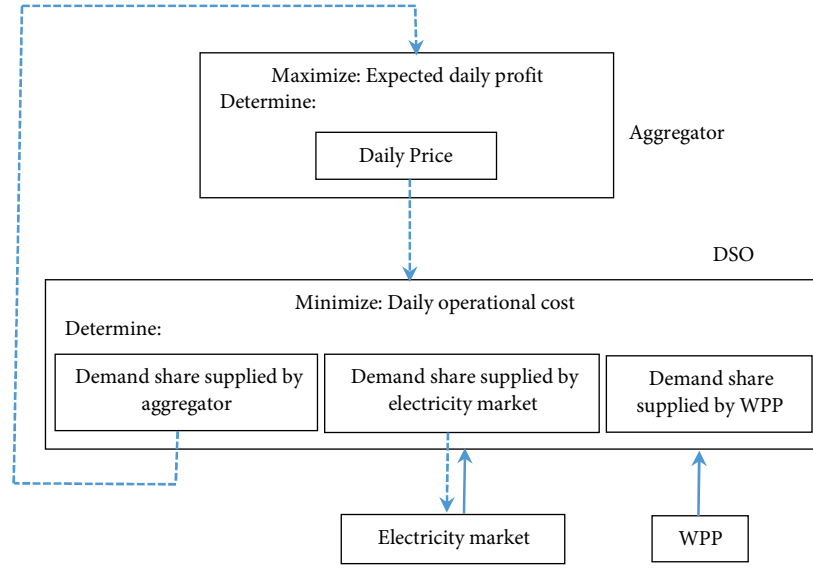 Maximize: Expected daily profit
Determine:
Daily Price
Aggregator
DSO
Minimize: Daily operational cost
Determine:
Demand share supplied by
aggregator
Demand share supplied by
electricity market
Demand share
supplied by WPP
Electricity market
WPP